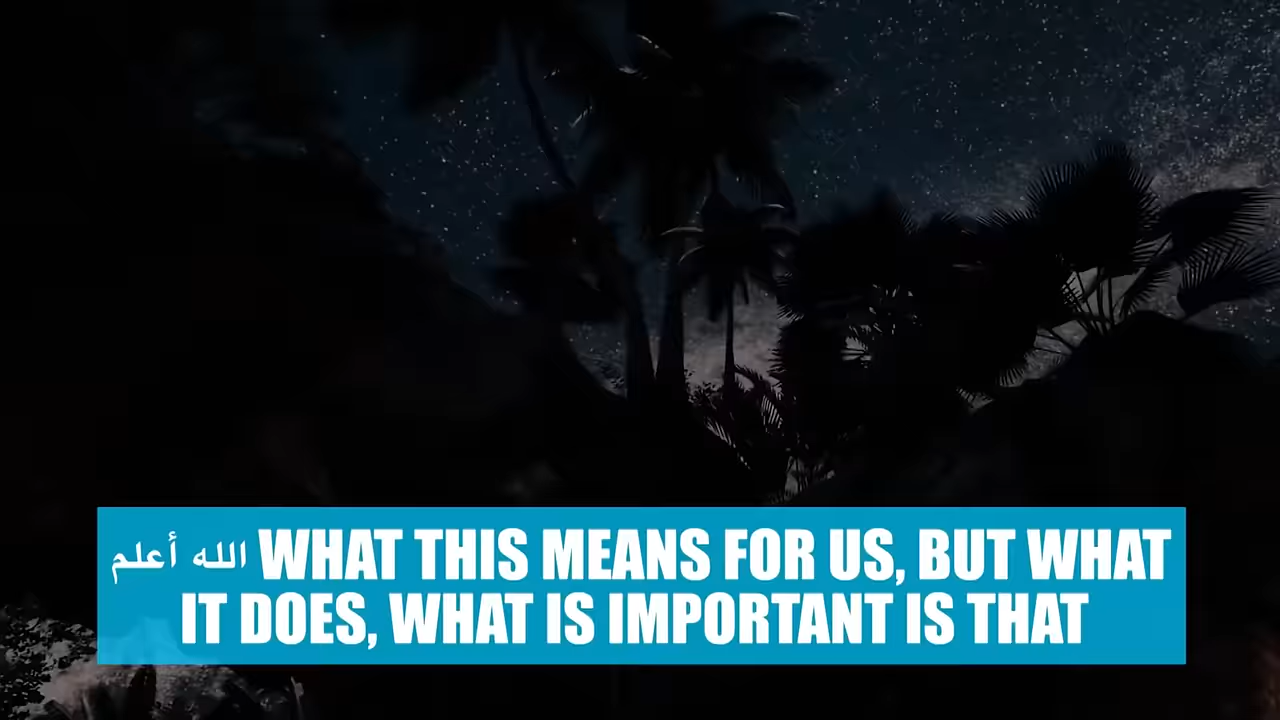 الله أعلم WHAT THIS MEANS FOR US, BUT WHAT
IT DOES, WHAT IS IMPORTANT IS THAT